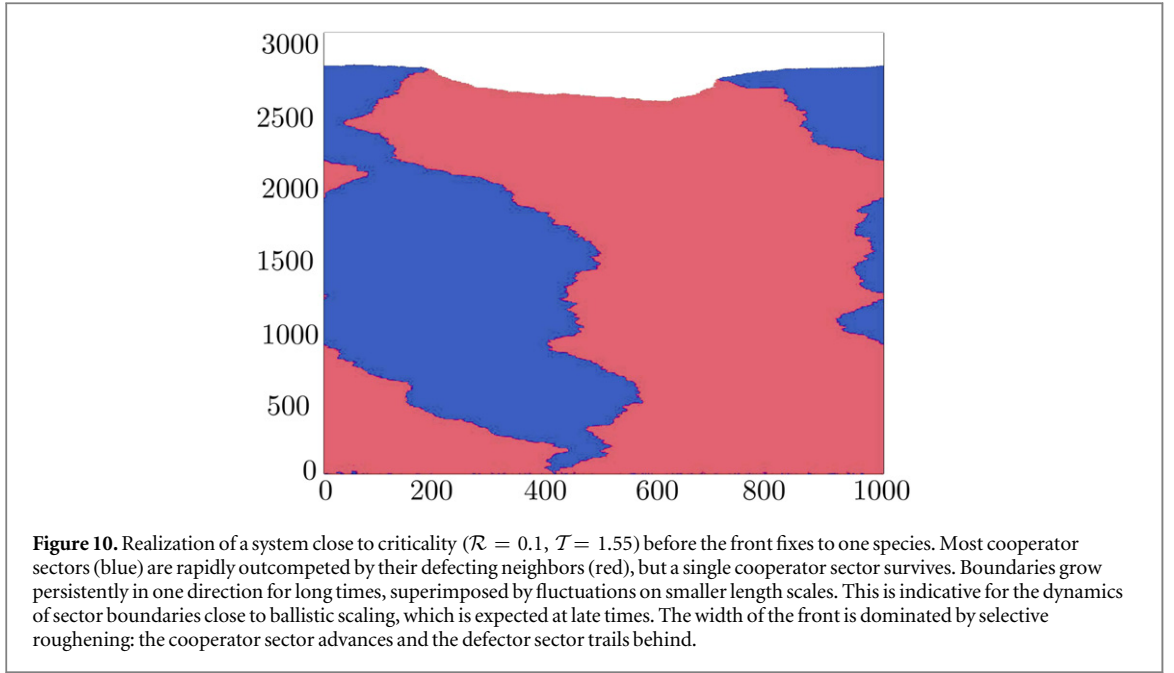 3000
2500
2000
1500
1000
500
0
0 200 400 600 800 1000
Figure 10. Realization of a system close to criticality (ℛ = 0.1, 𝒯 = 1.55) before the front fixes to one species. Most cooperator
sectors (blue) are rapidly outcompeted by their defecting neighbors (red), but a single cooperator sector survives. Boundaries grow
persistently in one direction for long times, superimposed by fluctuations on smaller length scales. This is indicative for the dynamics
of sector boundaries close to ballistic scaling, which is expected at late times. The width of the front is dominated by selective
roughening: the cooperator sector advances and the defector sector trails behind.